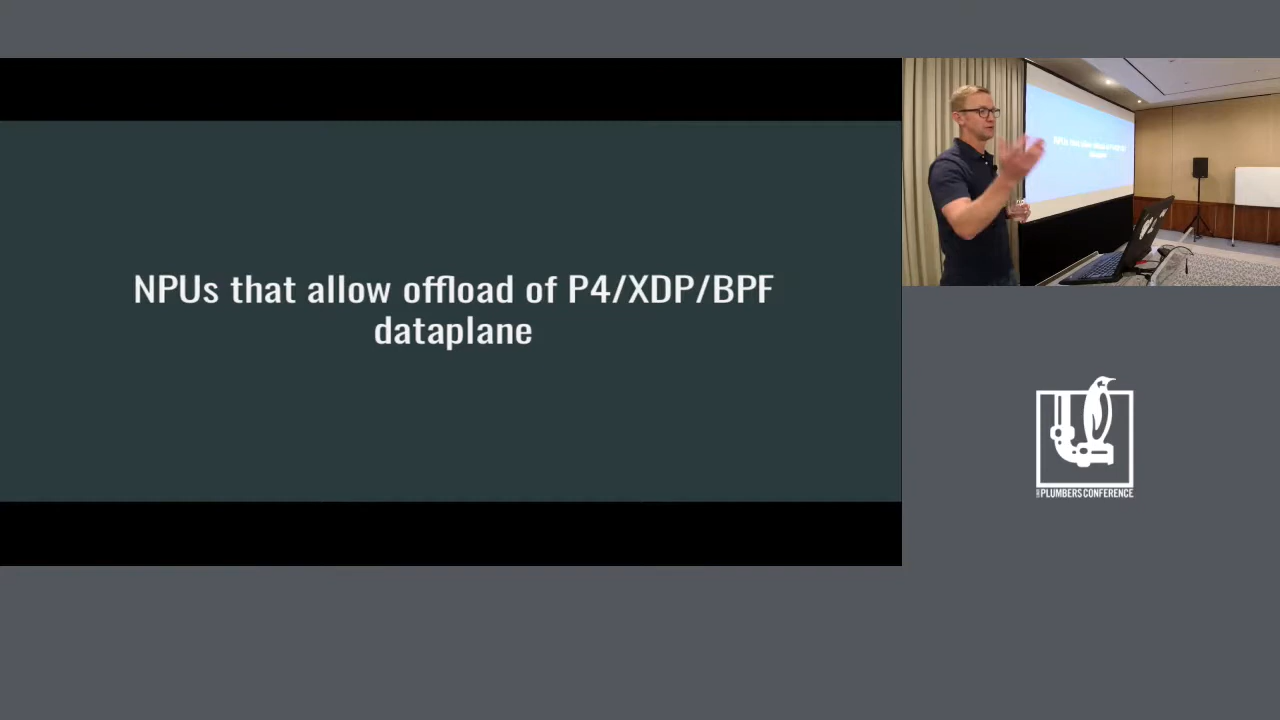 NPUs that allow offload of P4/XDP/BPF
dataplane
PLUMBERS CONFERENCE